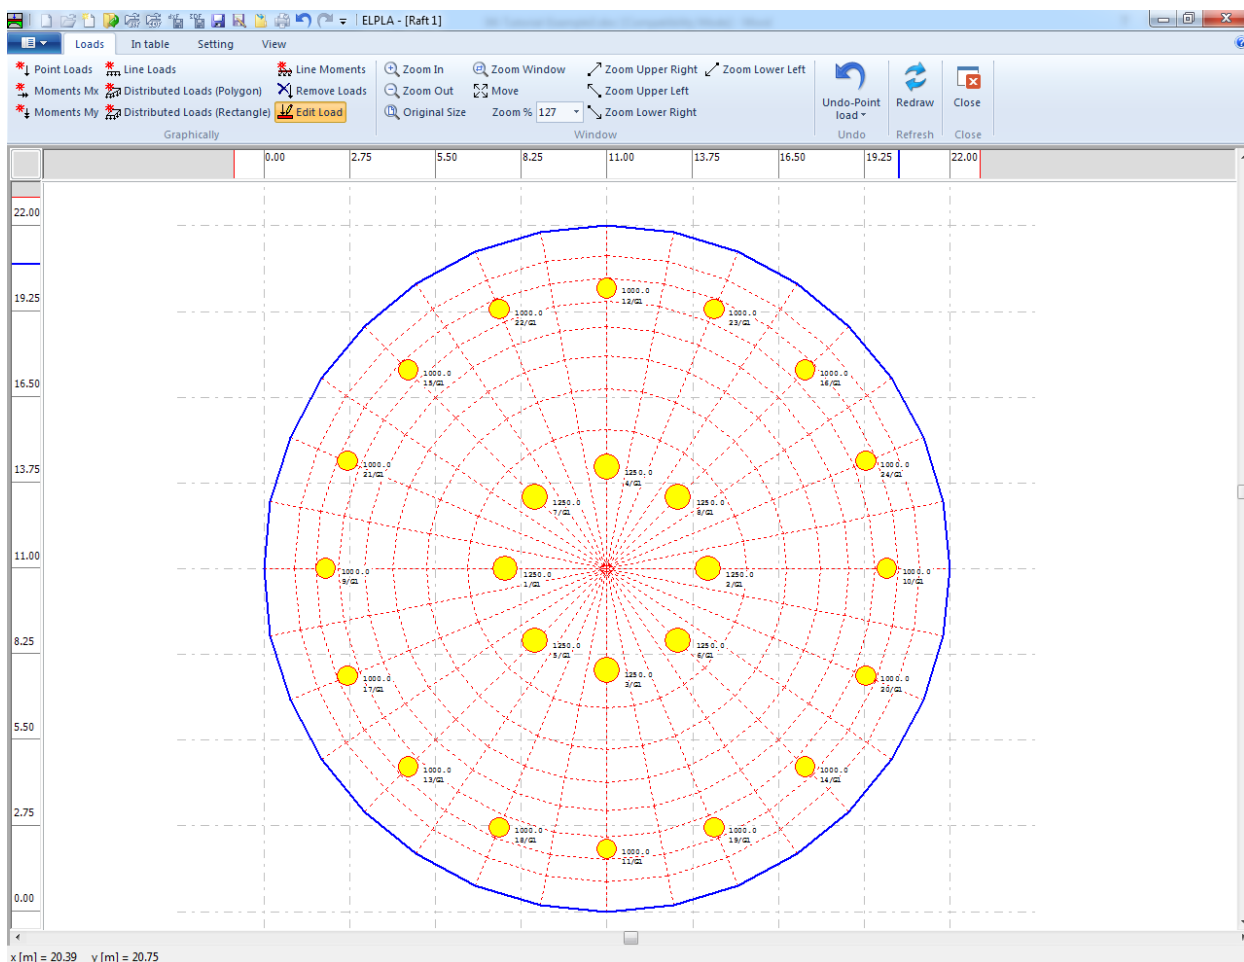 ELPLA - [Raft 1]
Loads In table Setting View
Point Loads Line Loads Line Moments Zoom In Zoom Window Zoom Upper Right Zoom Lower Left
Moments Mx Distributed Loads (Polygon) Remove Loads Zoom Out Move Zoom Upper Left
Moments My Distributed Loads (Rectangle) Edit Load Original Size Zoom % 127 Zoom Lower Right
Undo-Point load Redraw Close
Graphically Window Undo Refresh Close
0.00 2.75 5.50 8.25 11.00 13.75 16.50 19.25 22.00
22.00
19.25
16.50
13.75
11.00
8.25
5.50
2.75
0.00
1000.0
12/G1
1000.0
22/G1
1000.0
23/G1
1000.0
15/G1
1000.0
16/G1
1000.0
21/G1
1000.0
24/G1
1250.0
4/G1
1250.0
7/G1
1250.0
8/G1
1000.0
9/G1
1250.0
1/G1
1250.0
2/G1
1000.0
10/G1
1250.0
5/G1
1250.0
6/G1
1250.0
3/G1
1000.0
17/G1
1000.0
20/G1
1000.0
13/G1
1000.0
14/G1
1000.0
18/G1
1000.0
19/G1
1000.0
11/G1
x [m] = 20.39 y [m] = 20.75